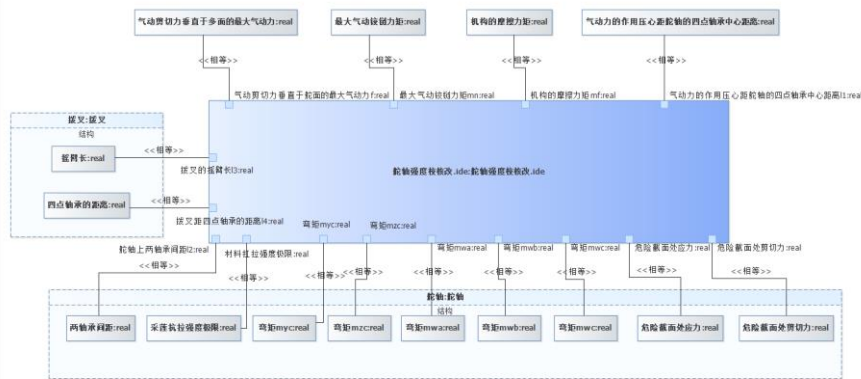 气动剪切力垂直于多面的最大气动力:real
最大气动铰链力矩:real
机构的摩擦力矩:real
气动力的作用压心距舵轴的四点轴承中心距离:real
<<相等>>
<<相等>>
<<相等>>
<<相等>>
气动剪切力垂直于舵面的最大气动力f:real
最大气动铰链力矩mn:real
机构的摩擦力矩mf:real
气动力的作用压心距舵轴的四点轴承中心距离l1:real
拨叉:拨叉
结构
摇臂长:real
<<相等>>
拨叉的摇臂长l3:real
舵轴强度校核改.ide:舵轴强度校核改.ide
四点轴承的距离:real
<<相等>>
拨叉距四点轴承的距离l4:real
弯矩myc:real
弯矩mzc:real
舵轴上两轴承间距l2:real
材料扛拉强度极限:real
弯矩mwa:real
弯矩mwb:real
弯矩mwc:real
危险截面处应力:real
危险截面处剪切力:real
<<相等>>
<<相等>>
<<相等>>
<<相等>>
<<相等>>
<<相等>>
<<相等>>
<<相等>>
<<相等>>
舵轴:舵轴
结构
两轴承间距:real
采莲抗拉强度极限:real
弯矩myc:real
弯矩mzc:real
弯矩mwa:real
弯矩mwb:real
弯矩mwc:real
危险截面处应力:real
危险截面处剪切力:real